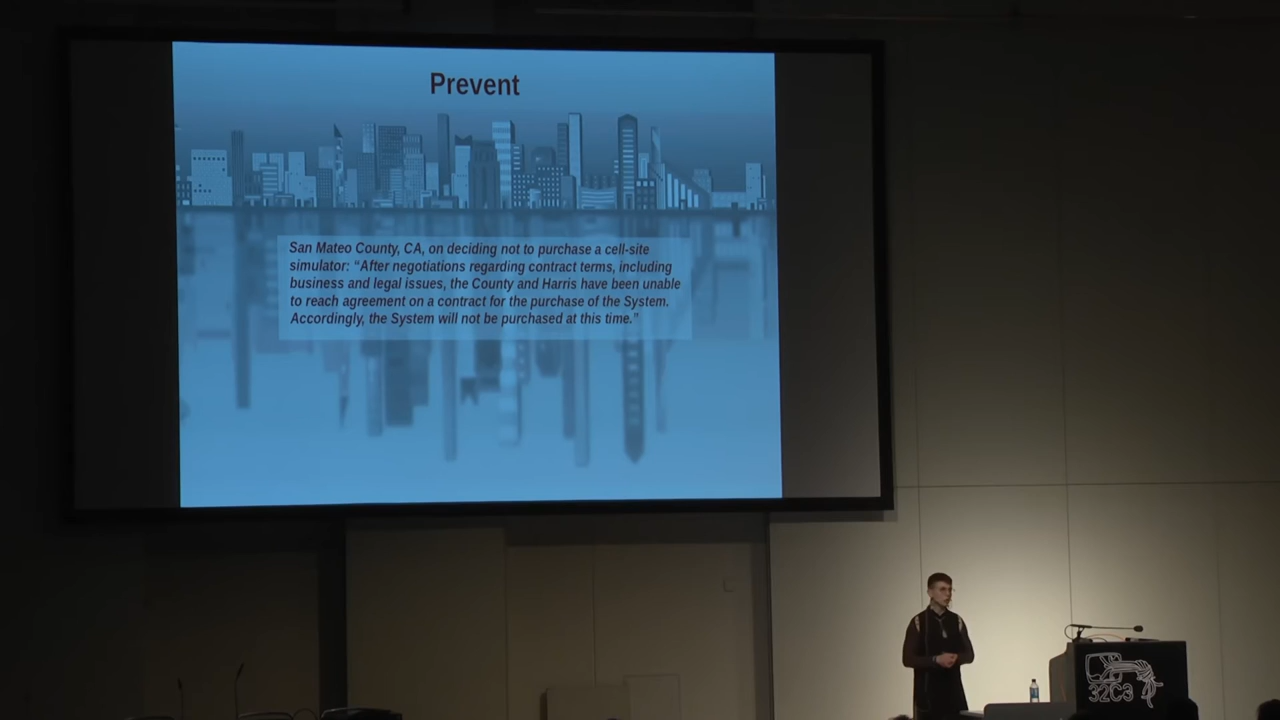 Prevent
San Mateo County, CA, on deciding not to purchase a cell-site
simulator: “After negotiations regarding contract terms, including
business and legal issues, the County and Harris have been unable
to reach agreement on a contract for the purchase of the System.
Accordingly, the System will not be purchased at this time.”
32C3